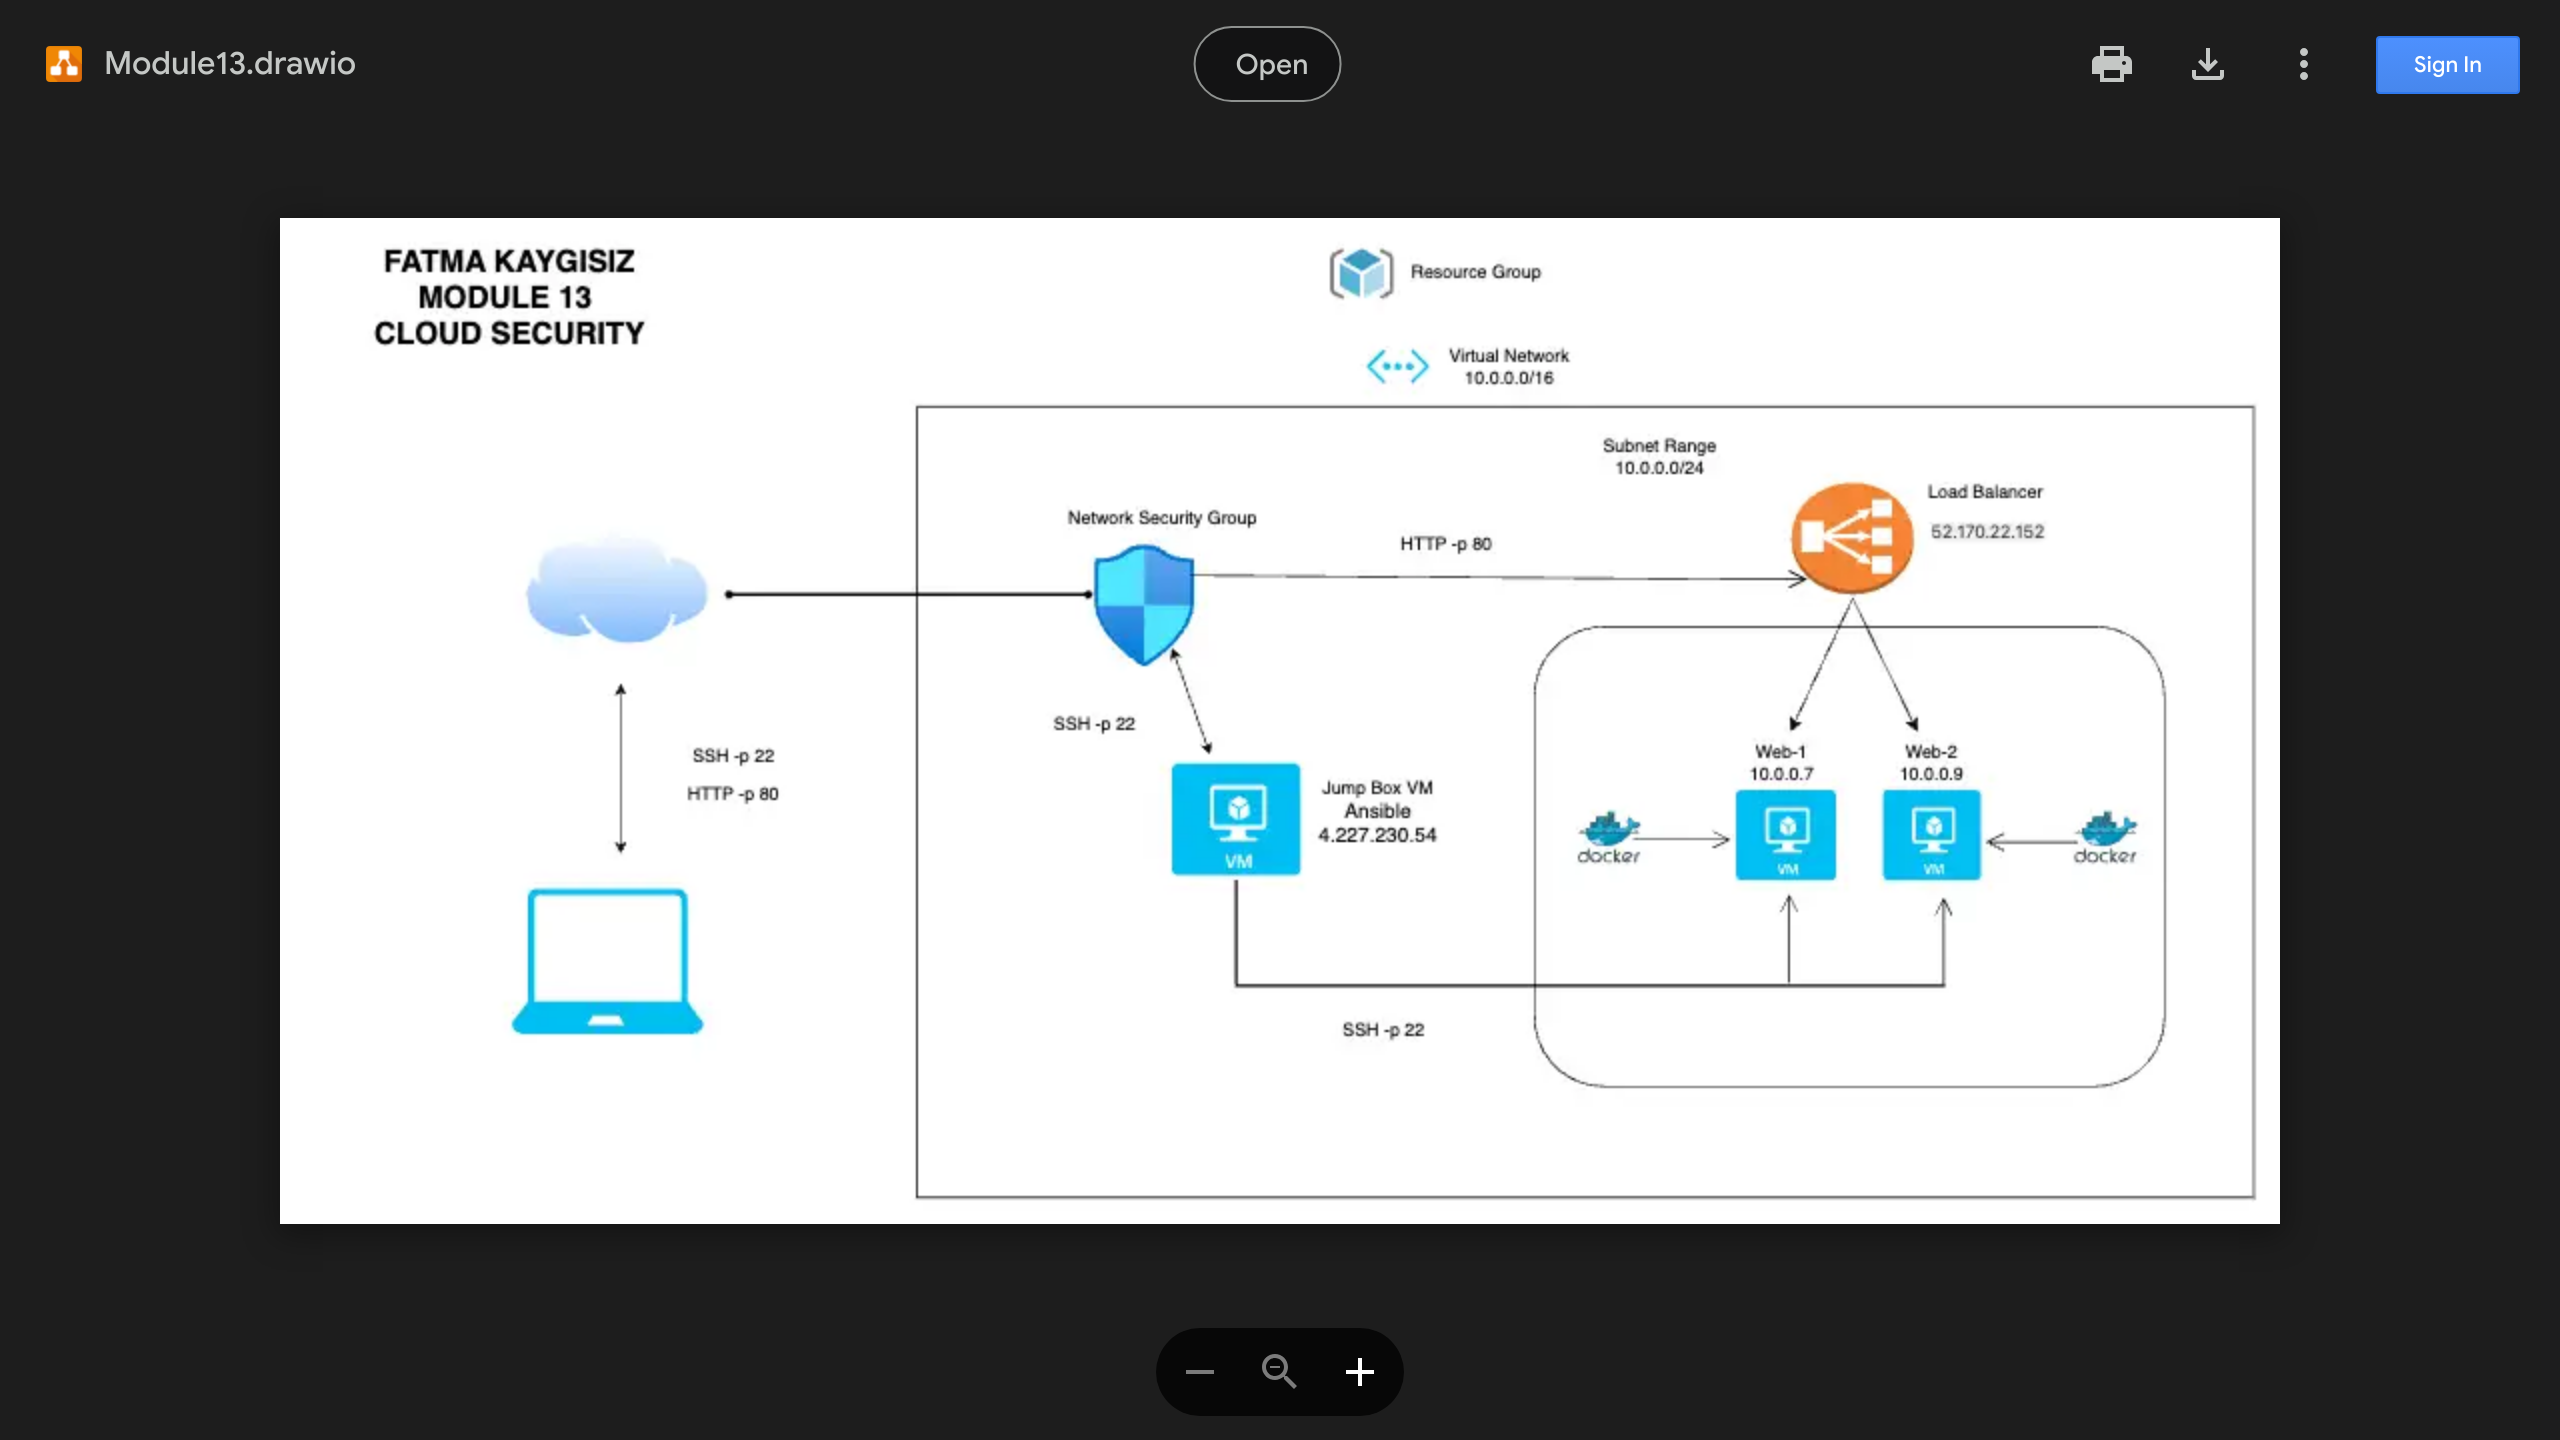 Module13.drawio
Open
Sign In
FATMA KAYGISIZ
MODULE 13
CLOUD SECURITY
Resource Group
Virtual Network
10.0.0.0/16
Subnet Range
10.0.0.0/24
Load Balancer
52.170.22.152
Network Security Group
HTTP -p 80
SSH -p 22
SSH -p 22
HTTP -p 80
Jump Box VM
Ansible
4.227.230.54
VM
Web-1
10.0.0.7
Web-2
10.0.0.9
docker
VM
VM
docker
SSH -p 22